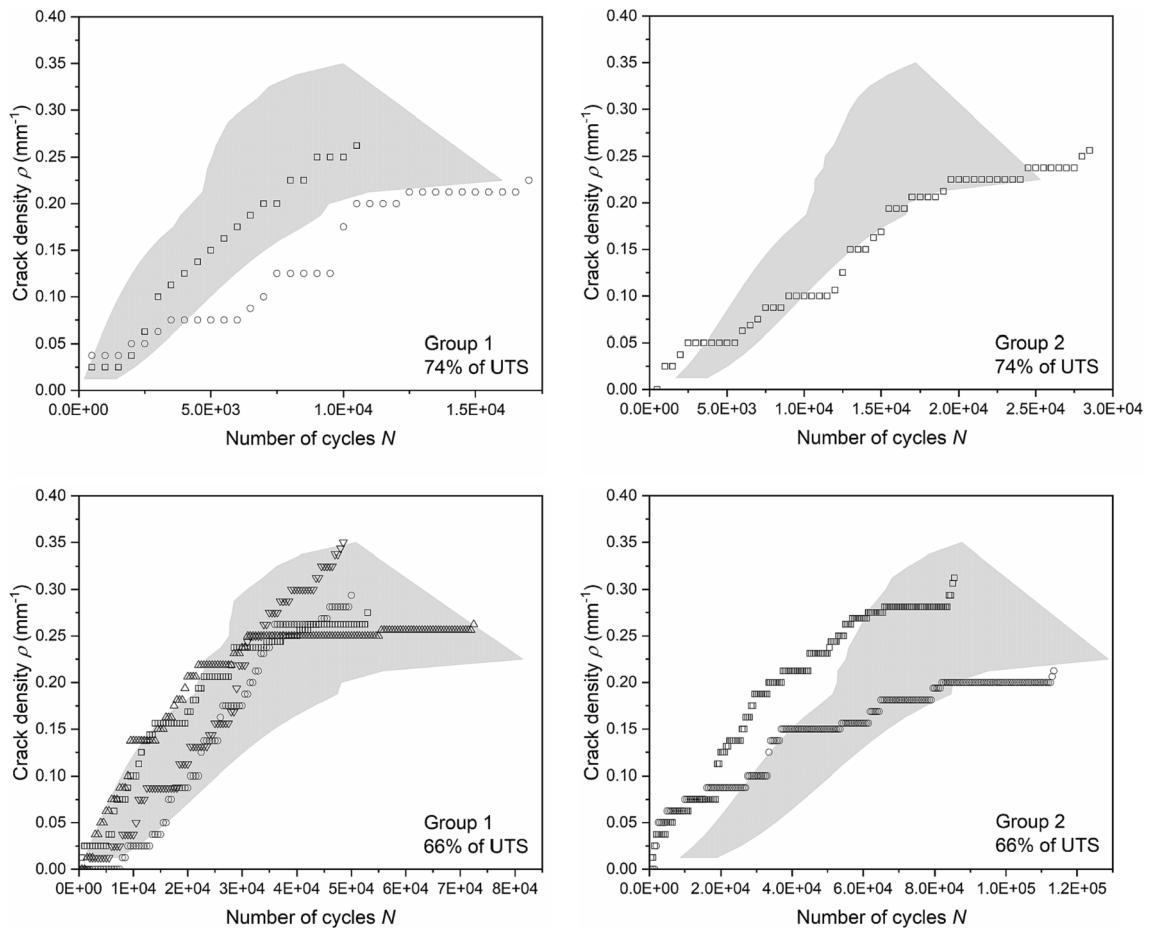 0.40
0.35
0.30
0.25
0.20
0.15
0.10
0.05
0.00
Crack density ρ (mm⁻¹)
Group 1
74% of UTS
0.0E+00 5.0E+03 1.0E+04 1.5E+04
Number of cycles N
0.40
0.35
0.30
0.25
0.20
0.15
0.10
0.05
0.00
Crack density ρ (mm⁻¹)
Group 2
74% of UTS
0.0E+00 5.0E+03 1.0E+04 1.5E+04 2.0E+04 2.5E+04 3.0E+04
Number of cycles N
0.40
0.35
0.30
0.25
0.20
0.15
0.10
0.05
0.00
Crack density ρ (mm⁻¹)
Group 1
66% of UTS
0E+00 1E+04 2E+04 3E+04 4E+04 5E+04 6E+04 7E+04 8E+04
Number of cycles N
0.40
0.35
0.30
0.25
0.20
0.15
0.10
0.05
0.00
Crack density ρ (mm⁻¹)
Group 2
66% of UTS
0.0E+00 2.0E+04 4.0E+04 6.0E+04 8.0E+04 1.0E+05 1.2E+05
Number of cycles N